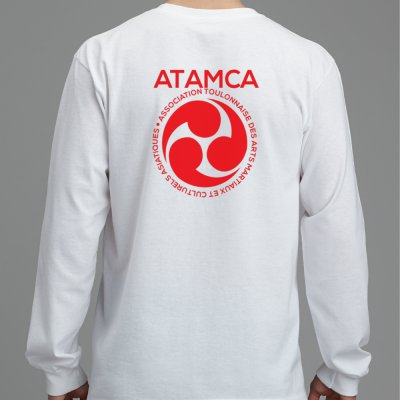 ATAMCA
ASSOCIATION TOULONNAISE DES ARTS MARTIAUX ET CULTURELS ASIATIQUES •